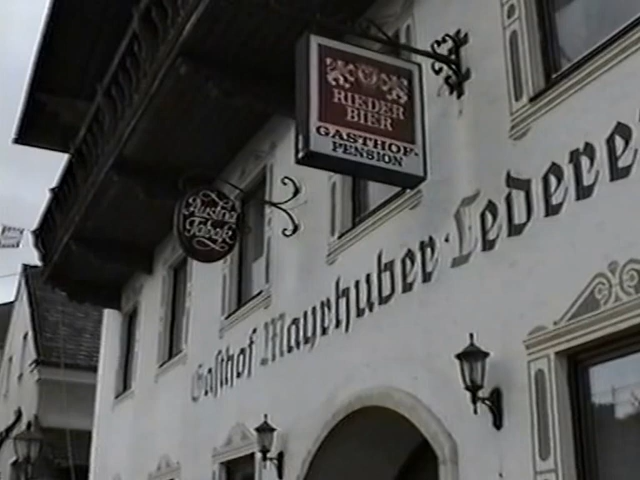 RIEDER
BIER
GASTHOF-
PENSION
Austria
Tabak
Gasthof Mayrhuber · Lederer